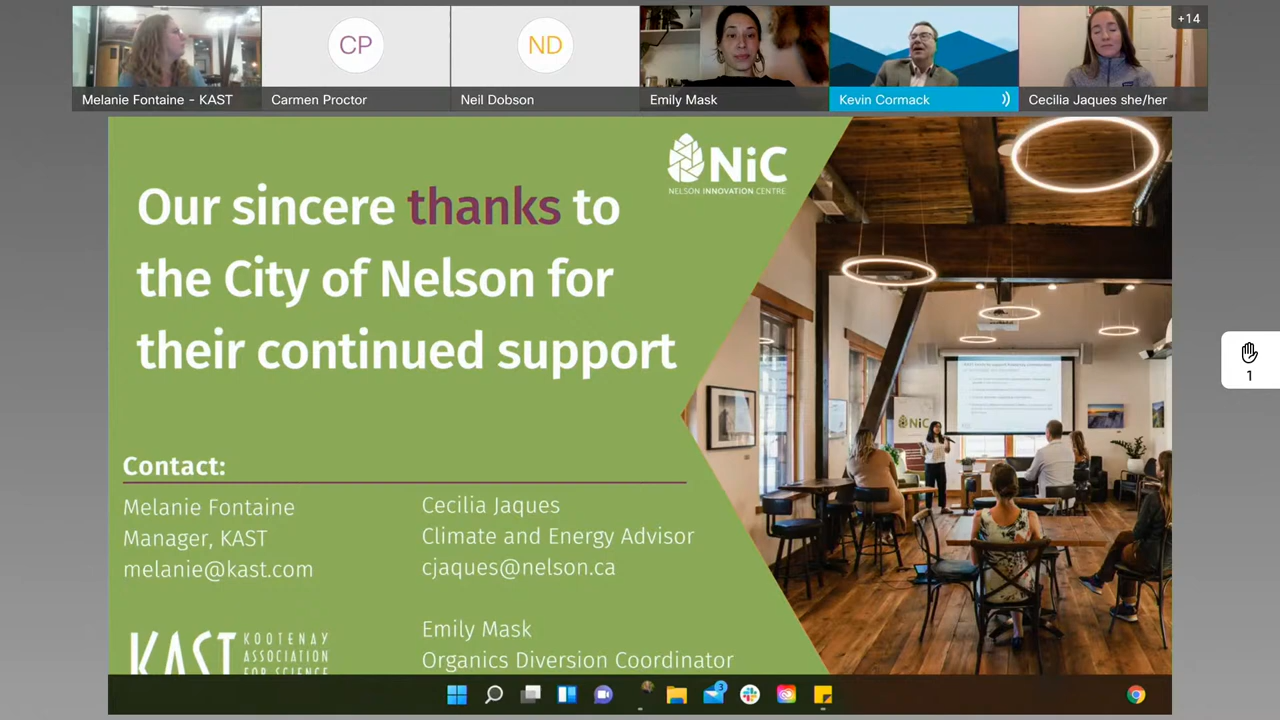 +14
CP
ND
Melanie Fontaine - KAST
Carmen Proctor
Neil Dobson
Emily Mask
Kevin Cormack
Cecilia Jaques she/her
NiC
NELSON INNOVATION CENTRE
Our sincere thanks to
the City of Nelson for
their continued support
1
NiC
Contact:
Melanie Fontaine
Manager, KAST
melanie@kast.com
Cecilia Jaques
Climate and Energy Advisor
cjaques@nelson.ca
Emily Mask
Organics Diversion Coordinator
KAST
KOOTENAY
ASSOCIATION
FOR SCIENCE
3